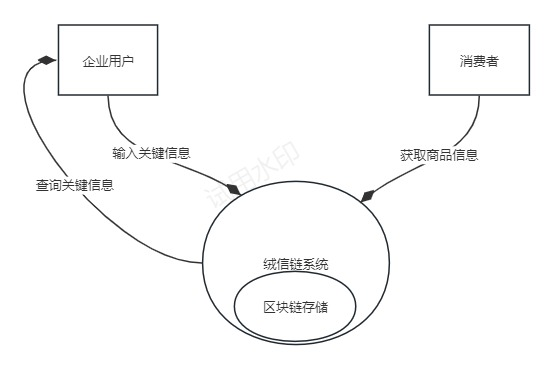 企业用户
消费者
输入关键信息
获取商品信息
查询关键信息
试用水印
绒信链系统
区块链存储